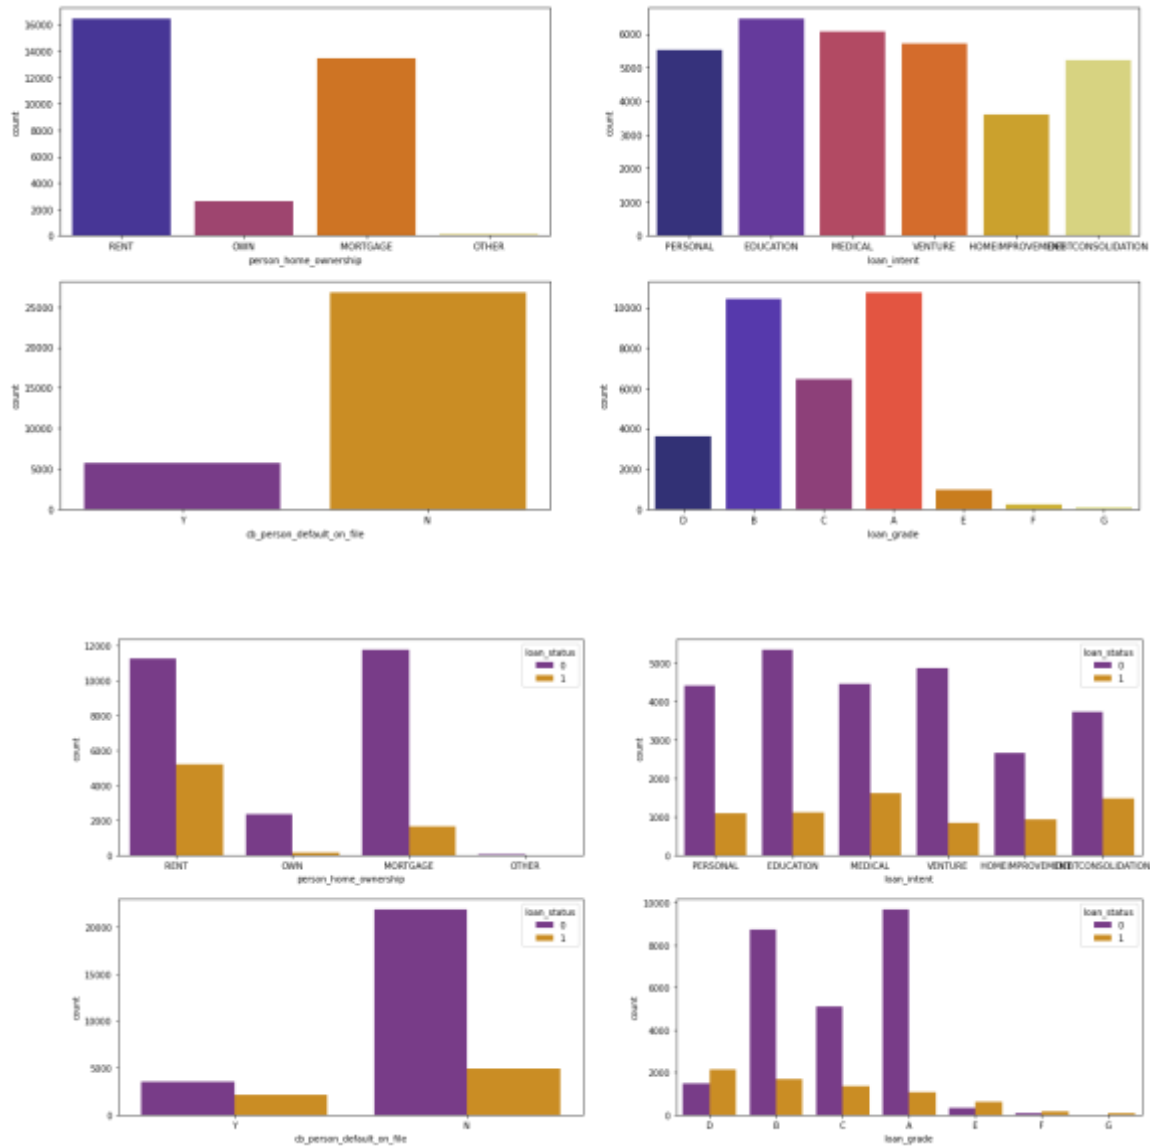 16000
14000
12000
10000
8000
6000
4000
2000
0
count
RENT OWN MORTGAGE OTHER
person_home_ownership
6000
5000
4000
3000
2000
1000
0
count
PERSONAL EDUCATION MEDICAL VENTURE HOMEIMPROVEMENT DEBTCONSOLIDATION
loan_intent
25000
20000
15000
10000
5000
0
count
Y N
cb_person_default_on_file
10000
8000
6000
4000
2000
0
count
D B C A E F G
loan_grade
12000
10000
8000
6000
4000
2000
0
count
loan_status
0
1
RENT OWN MORTGAGE OTHER
person_home_ownership
5000
4000
3000
2000
1000
0
count
loan_status
0
1
PERSONAL EDUCATION MEDICAL VENTURE HOMEIMPROVEMENT DEBTCONSOLIDATION
loan_intent
20000
15000
10000
5000
0
count
loan_status
0
1
Y N
cb_person_default_on_file
10000
8000
6000
4000
2000
0
count
loan_status
0
1
D B C A E F G
loan_grade